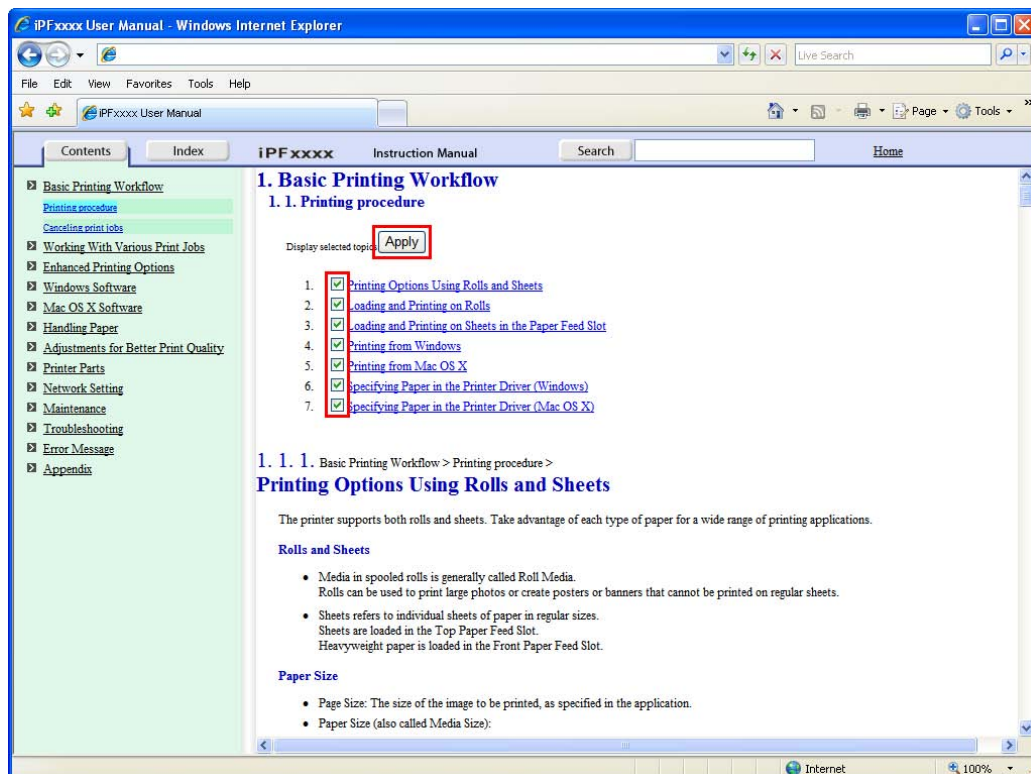 iPFxxxx User Manual - Windows Internet Explorer
Live Search
File Edit View Favorites Tools Help
iPFxxxx User Manual
Page Tools
Contents Index iPFxxxx Instruction Manual Search Home
Basic Printing Workflow
Printing procedure
Canceling print jobs
Working With Various Print Jobs
Enhanced Printing Options
Windows Software
Mac OS X Software
Handling Paper
Adjustments for Better Print Quality
Printer Parts
Network Setting
Maintenance
Troubleshooting
Error Message
Appendix
1. Basic Printing Workflow
1. 1. Printing procedure
Display selected topics Apply
1. Printing Options Using Rolls and Sheets
2. Loading and Printing on Rolls
3. Loading and Printing on Sheets in the Paper Feed Slot
4. Printing from Windows
5. Printing from Mac OS X
6. Specifying Paper in the Printer Driver (Windows)
7. Specifying Paper in the Printer Driver (Mac OS X)
1. 1. 1. Basic Printing Workflow > Printing procedure >
Printing Options Using Rolls and Sheets
The printer supports both rolls and sheets. Take advantage of each type of paper for a wide range of printing applications.
Rolls and Sheets
• Media in spooled rolls is generally called Roll Media.
Rolls can be used to print large photos or create posters or banners that cannot be printed on regular sheets.
• Sheets refers to individual sheets of paper in regular sizes.
Sheets are loaded in the Top Paper Feed Slot.
Heavyweight paper is loaded in the Front Paper Feed Slot.
Paper Size
• Page Size: The size of the image to be printed, as specified in the application.
• Paper Size (also called Media Size):
Internet 100%